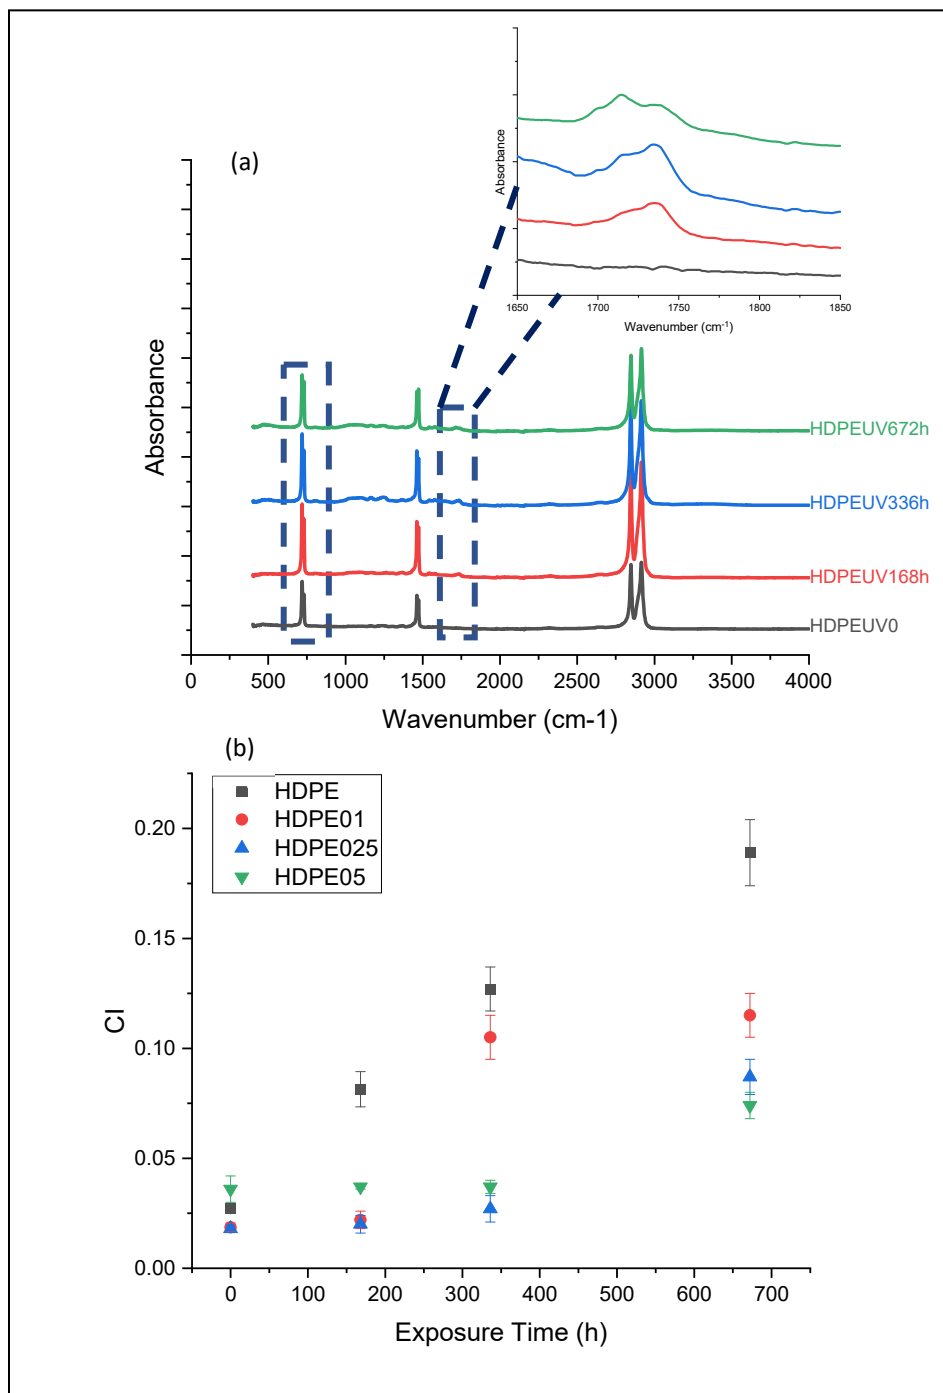 (a)
Absorbance
1650
1700
1750
1800
1850
Wavenumber (cm-1)
Absorbance
HDPEUV672h
HDPEUV336h
HDPEUV168h
HDPEUV0
0
500
1000
1500
2000
2500
3000
3500
4000
Wavenumber (cm-1)
(b)
HDPE
HDPE01
HDPE025
HDPE05
0.20
0.15
0.10
0.05
0.00
CI
0
100
200
300
400
500
600
700
Exposure Time (h)